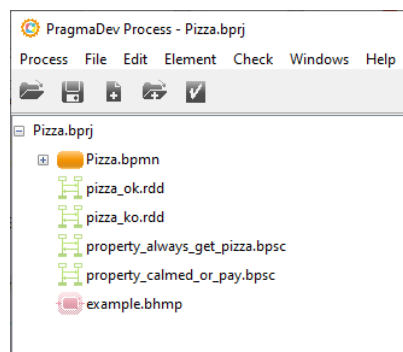 PragmaDev Process - Pizza.bprj
Process File Edit Element Check Windows Help
Pizza.bprj
Pizza.bpmn
pizza_ok.rdd
pizza_ko.rdd
property_always_get_pizza.bpsc
property_calmed_or_pay.bpsc
example.bhmp